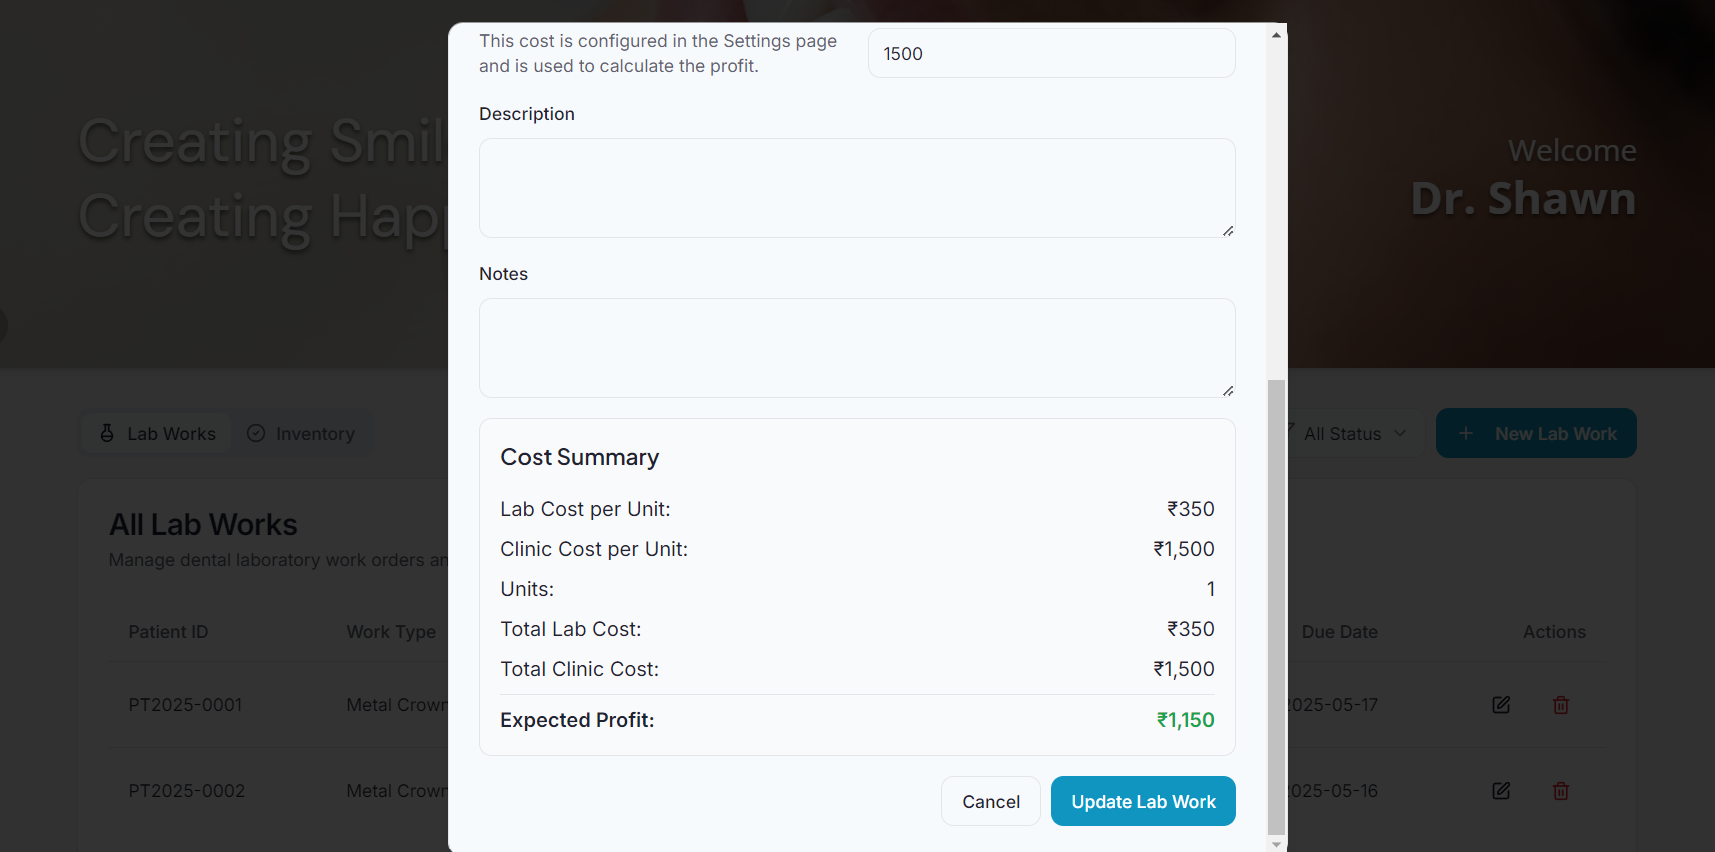 This cost is configured in the Settings page
and is used to calculate the profit.
1500
Description
Creating Smil
Creating Hap
Welcome
Dr. Shawn
Notes
Lab Works
Inventory
All Status
New Lab Work
Cost Summary
Lab Cost per Unit: ₹350
Clinic Cost per Unit: ₹1,500
Units: 1
Total Lab Cost: ₹350
Total Clinic Cost: ₹1,500
Expected Profit: ₹1,150
Cancel
Update Lab Work
All Lab Works
Manage dental laboratory work orders an
Patient ID Work Type Due Date Actions
PT2025-0001 Metal Crown 2025-05-17
PT2025-0002 Metal Crown 2025-05-16